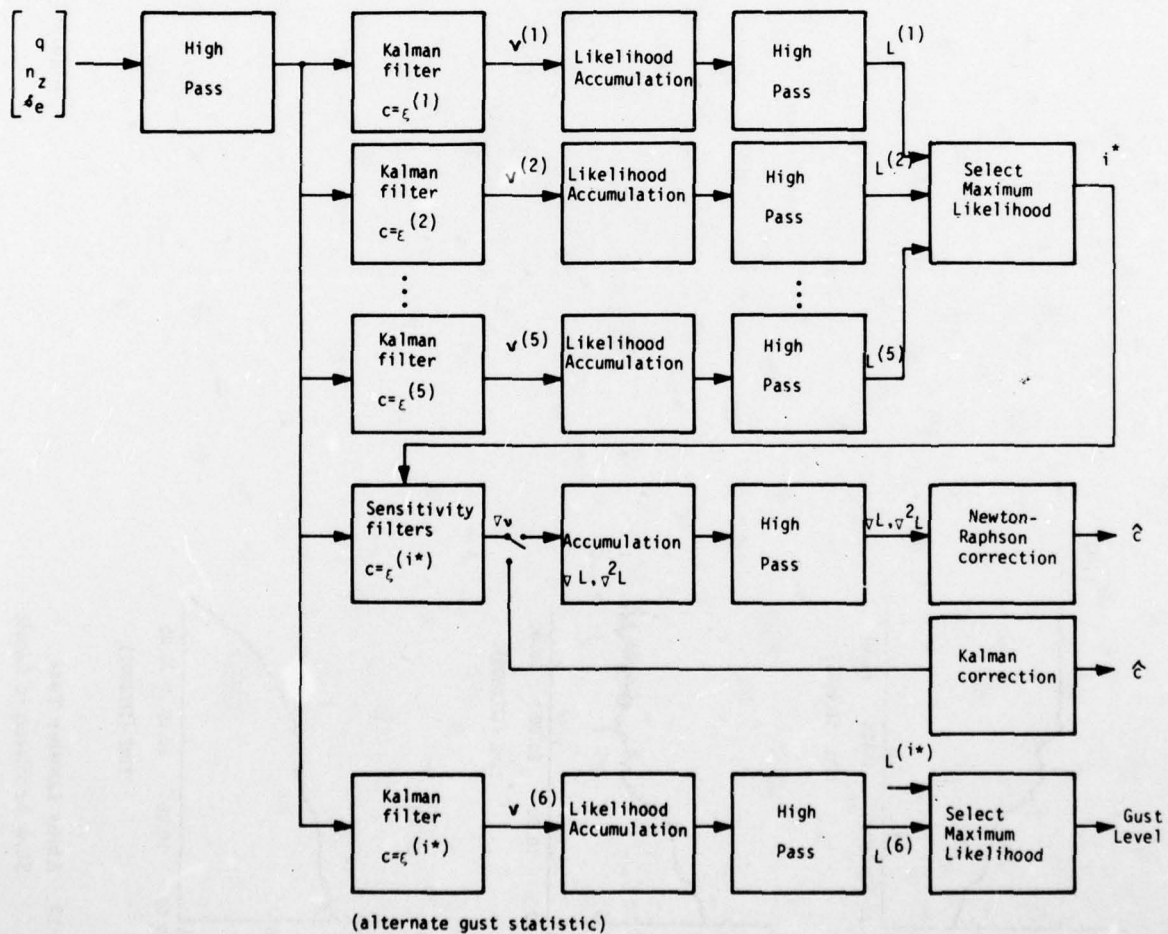 q
n_z
δ_e
High
Pass
Kalman
filter
c=ξ^(1)
ν^(1)
Likelihood
Accumulation
High
Pass
L^(1)
Kalman
filter
c=ξ^(2)
ν^(2)
Likelihood
Accumulation
High
Pass
L^(2)
Select
Maximum
Likelihood
i*
Kalman
filter
c=ξ^(5)
ν^(5)
Likelihood
Accumulation
High
Pass
L^(5)
Sensitivity
filters
c=ξ^(i*)
∇ν
Accumulation
∇L,∇²L
High
Pass
∇L,∇²L
Newton-
Raphson
correction
ĉ
Kalman
correction
ĉ
Kalman
filter
c=ξ^(i*)
ν^(6)
Likelihood
Accumulation
High
Pass
L^(i*)
L^(6)
Select
Maximum
Likelihood
Gust
Level
(alternate gust statistic)